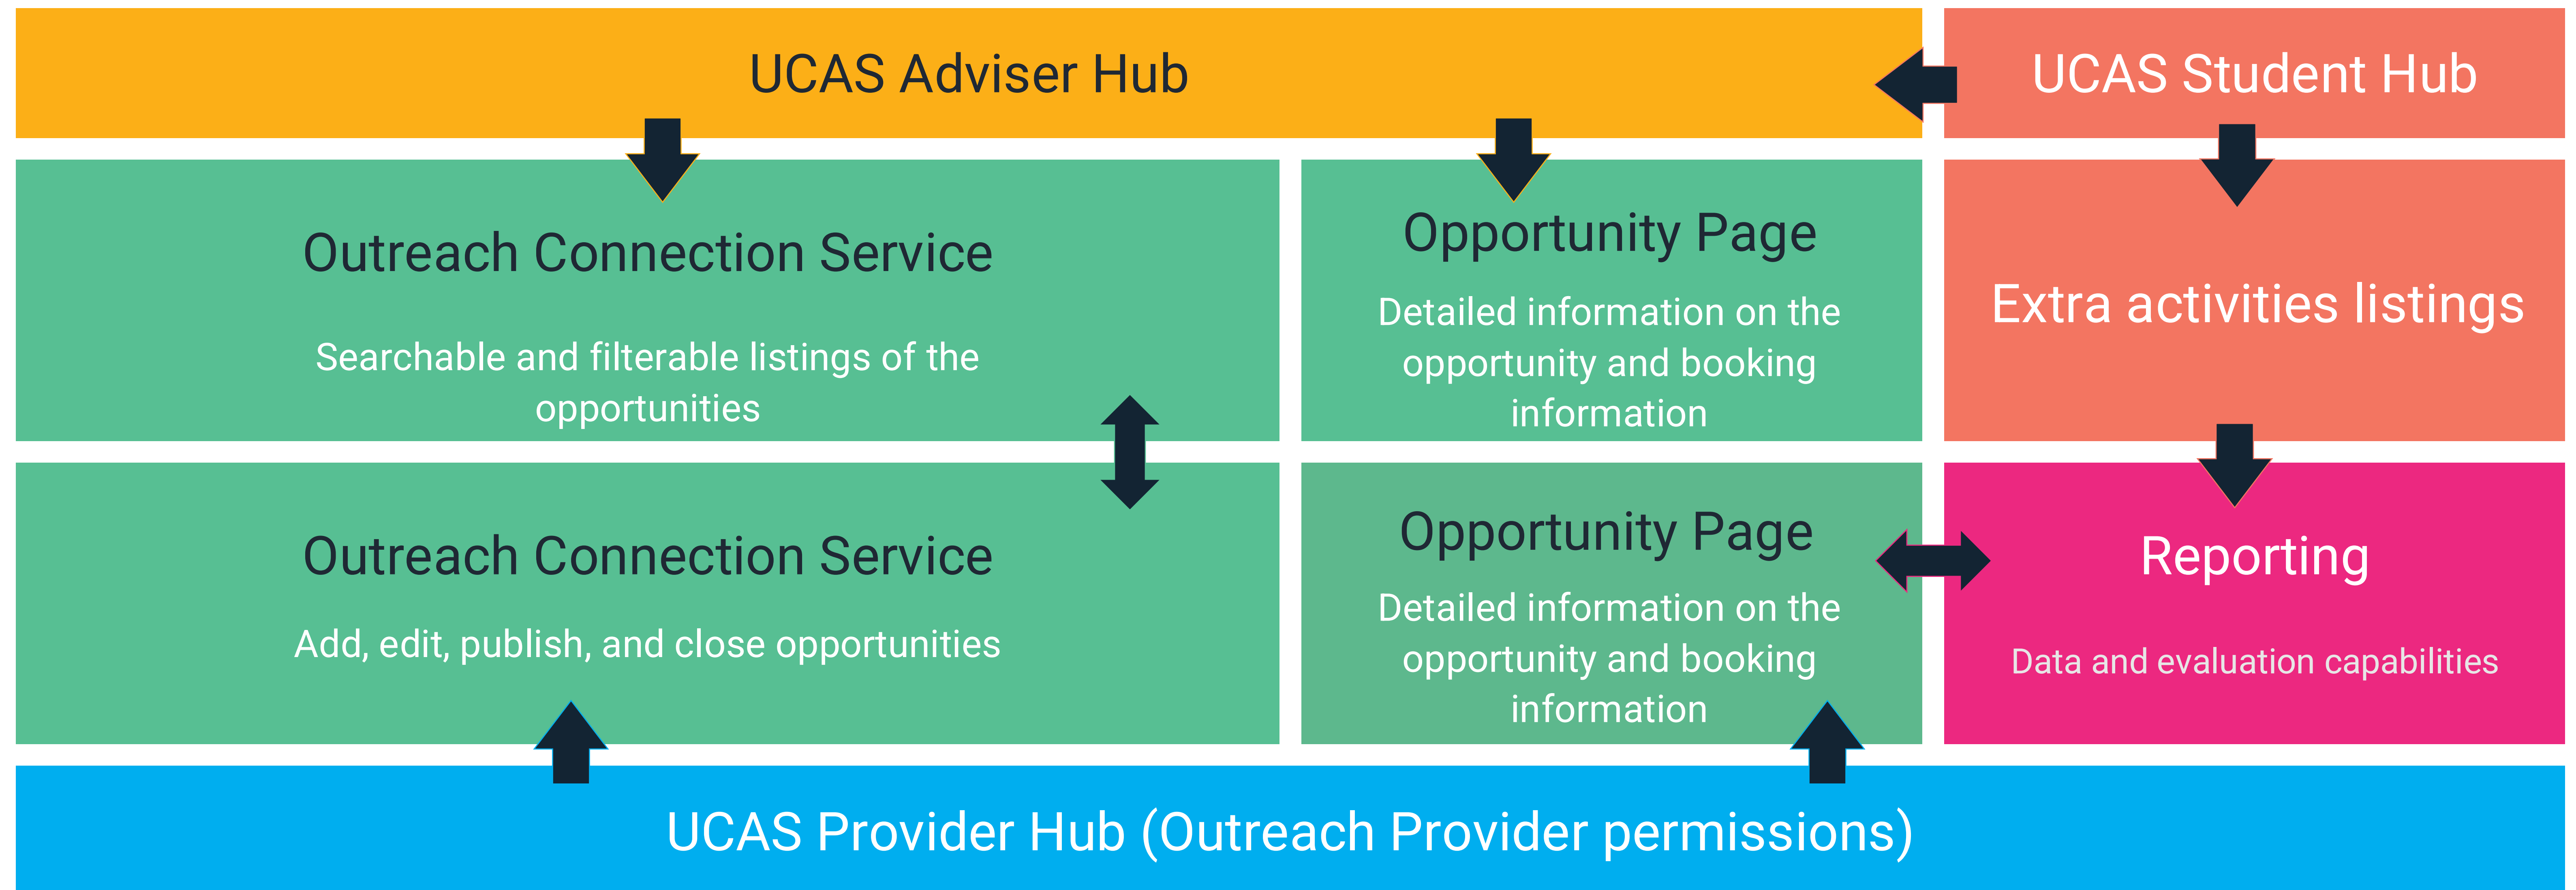 UCAS Adviser Hub
UCAS Student Hub
Outreach Connection Service
Searchable and filterable listings of the
opportunities
Opportunity Page
Detailed information on the
opportunity and booking
information
Extra activities listings
Outreach Connection Service
Add, edit, publish, and close opportunities
Opportunity Page
Detailed information on the
opportunity and booking
information
Reporting
Data and evaluation capabilities
UCAS Provider Hub (Outreach Provider permissions)